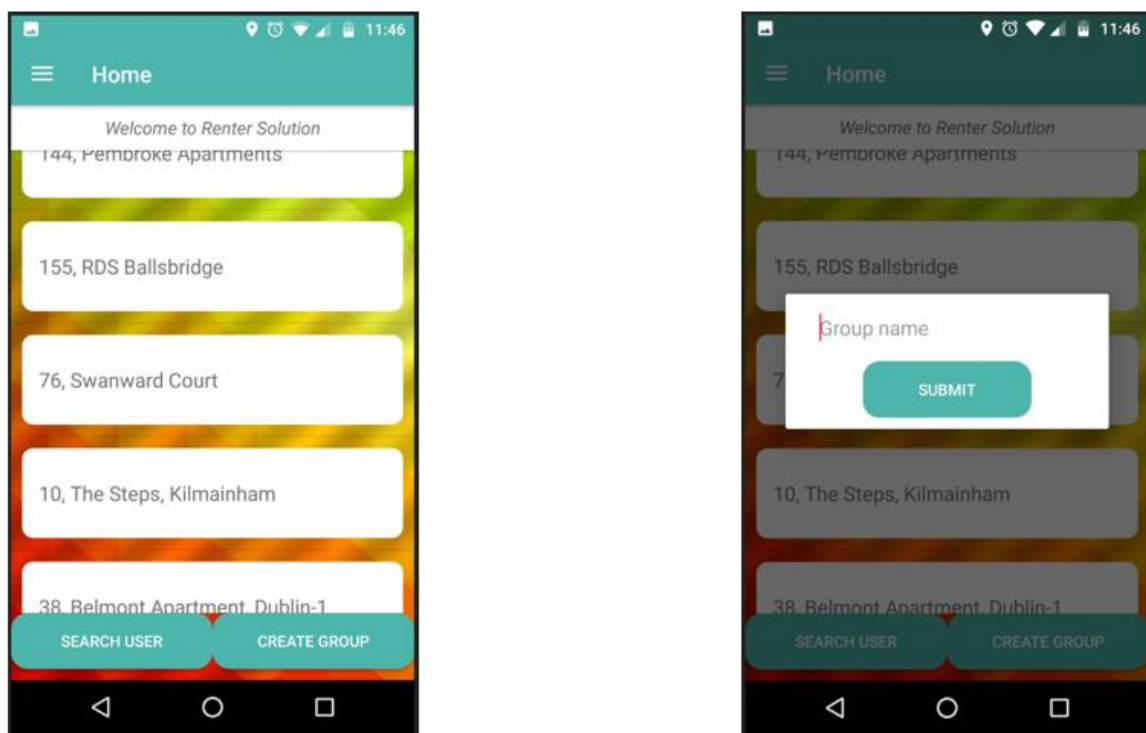 11:46
Home
Welcome to Renter Solution
144, Pembroke Apartments
155, RDS Ballsbridge
76, Swanward Court
10, The Steps, Kilmainham
38, Belmont Apartment, Dublin-1
SEARCH USER
CREATE GROUP
11:46
Home
Welcome to Renter Solution
144, Pembroke Apartments
155, RDS Ballsbridge
Group name
7
SUBMIT
10, The Steps, Kilmainham
38, Belmont Apartment, Dublin-1
SEARCH USER
CREATE GROUP